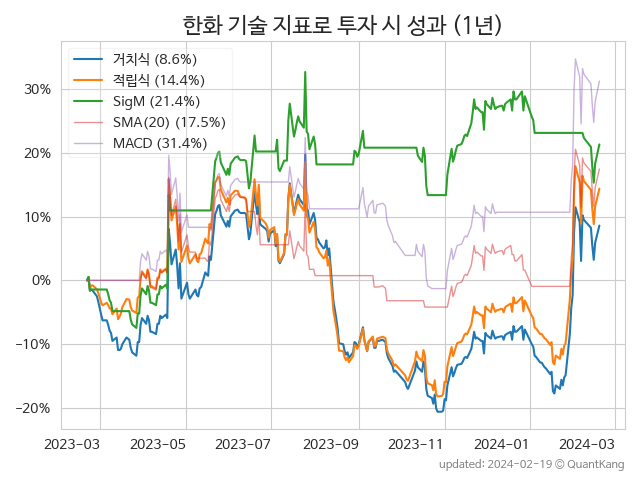 한화 기술 지표로 투자 시 성과 (1년)
거치식 (8.6%)
적립식 (14.4%)
SigM (21.4%)
SMA(20) (17.5%)
MACD (31.4%)
30%
20%
10%
0%
−10%
−20%
2023-03 2023-05 2023-07 2023-09 2023-11 2024-01 2024-03
updated: 2024-02-19 © QuantKang